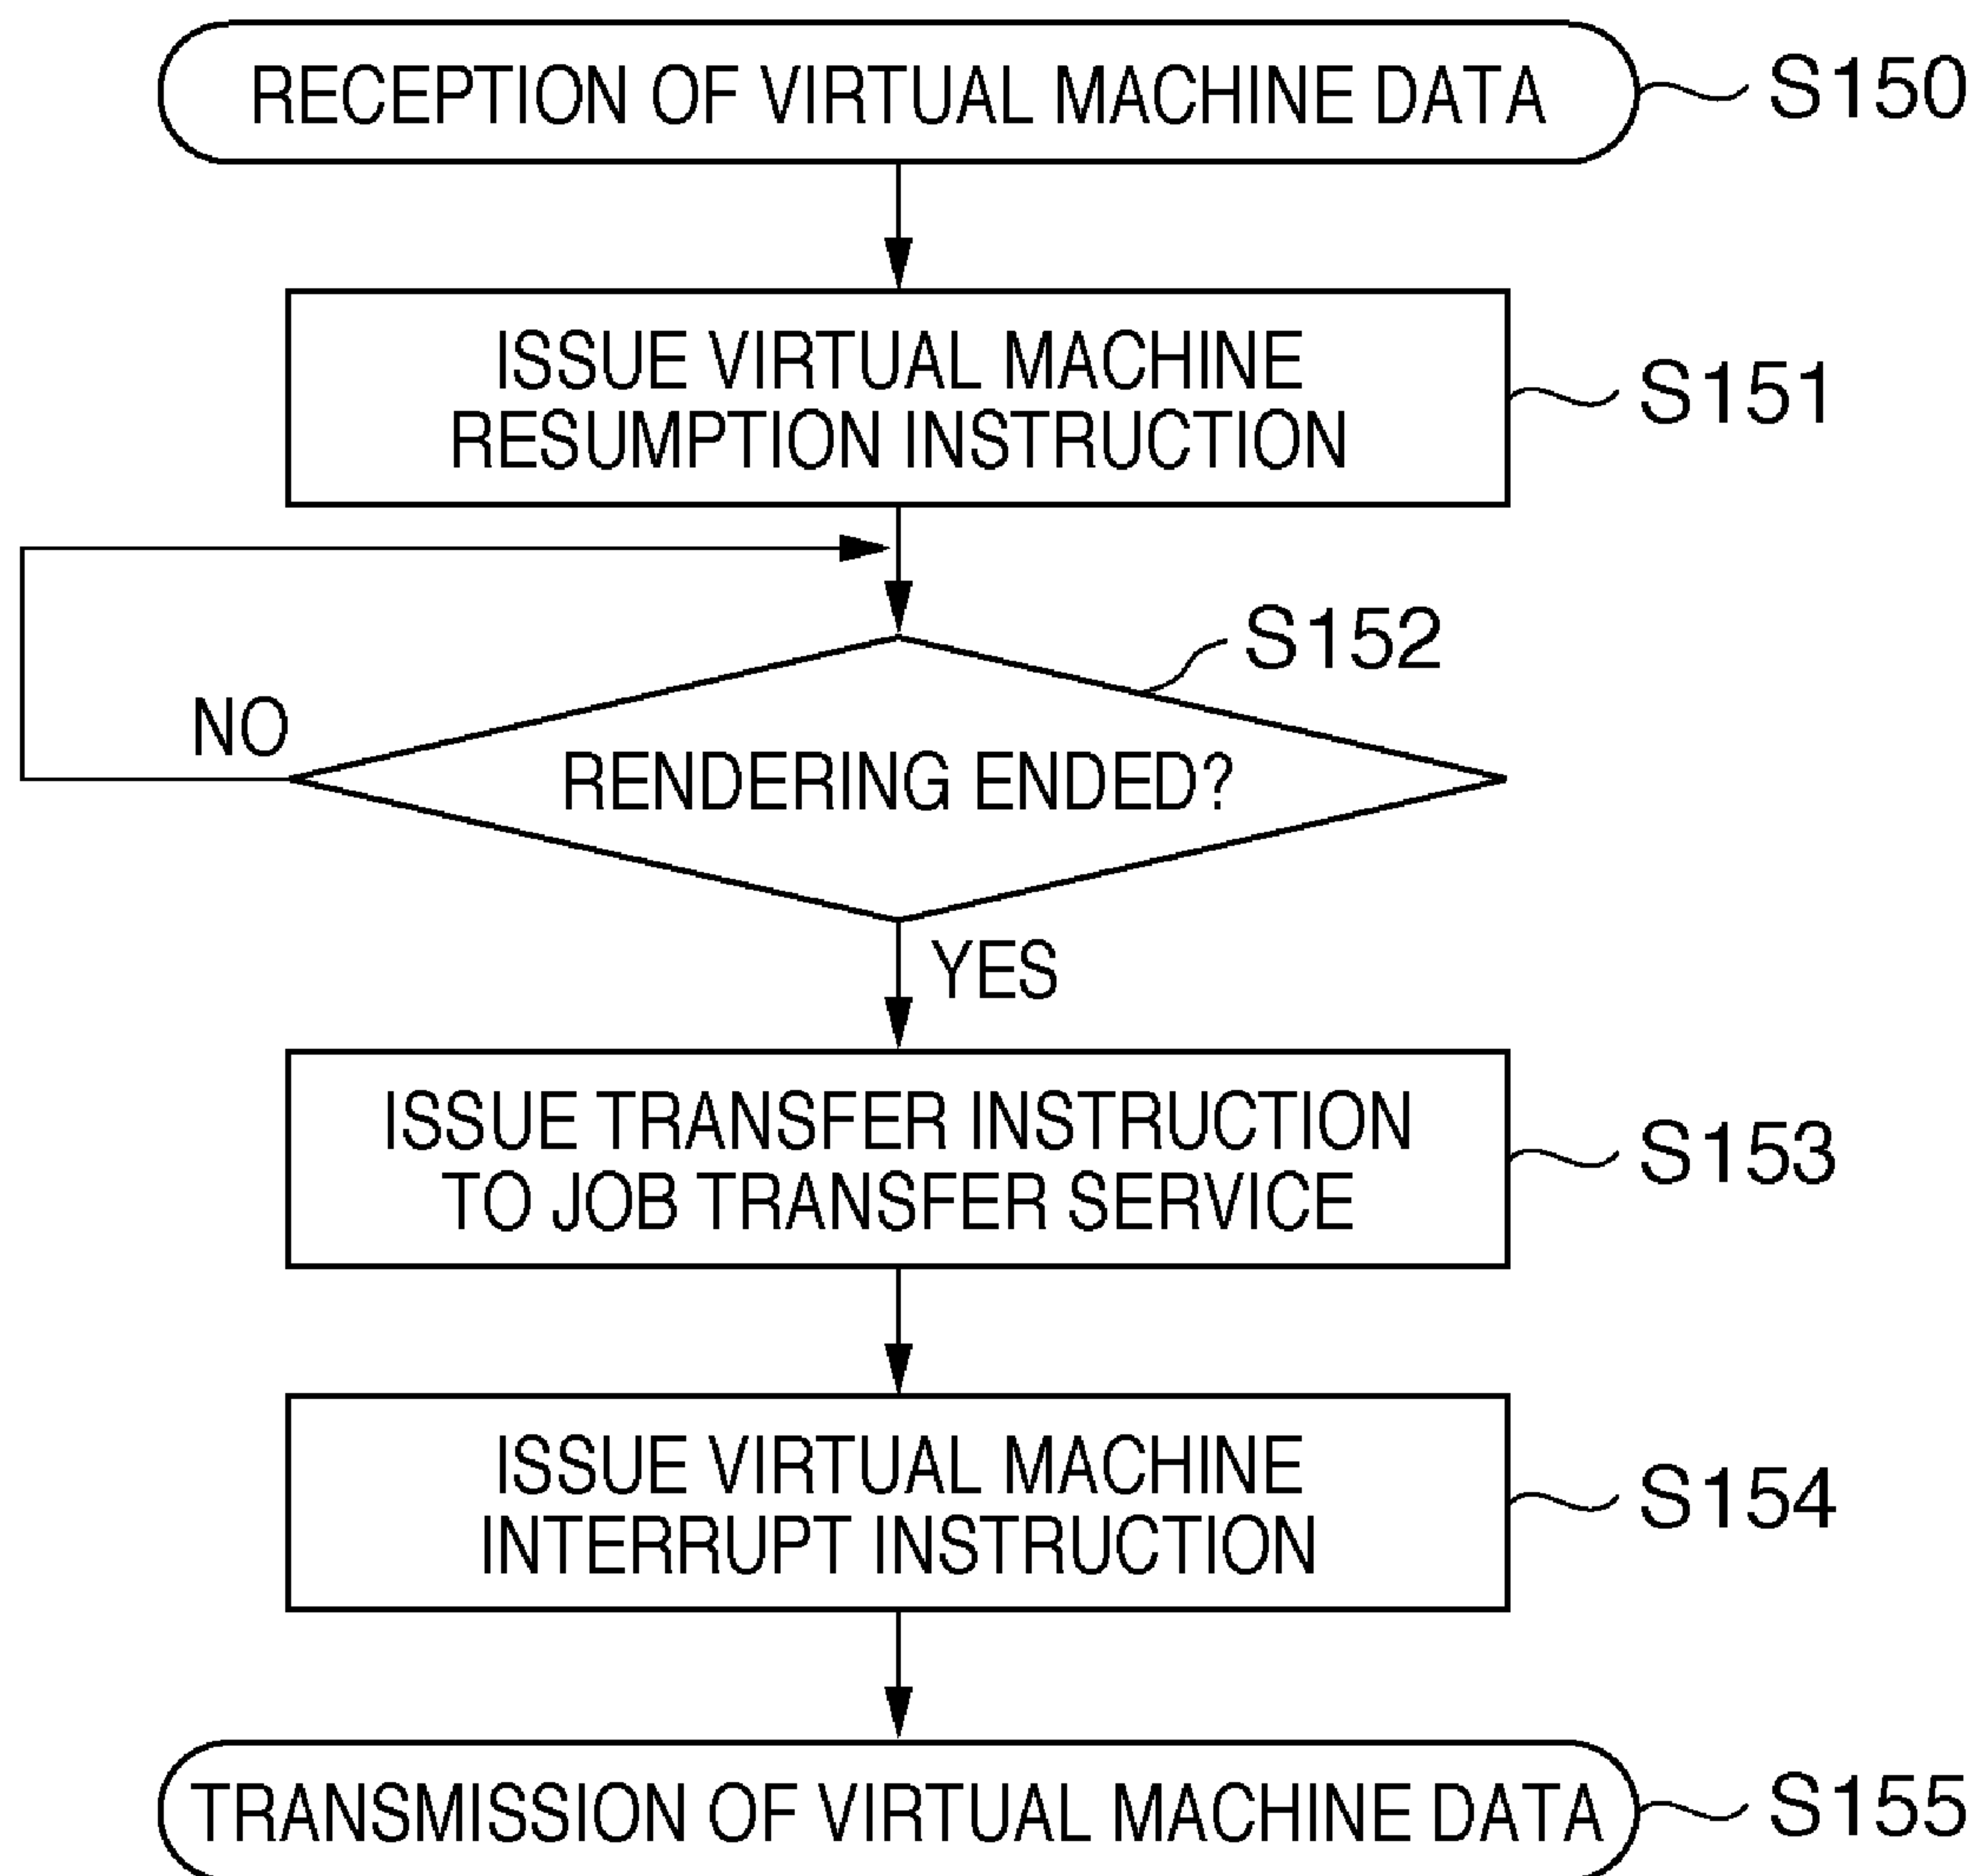 RECEPTION OF VIRTUAL MACHINE DATA
S150
ISSUE VIRTUAL MACHINE
RESUMPTION INSTRUCTION
S151
S152
NO
RENDERING ENDED?
YES
ISSUE TRANSFER INSTRUCTION
TO JOB TRANSFER SERVICE
S153
ISSUE VIRTUAL MACHINE
INTERRUPT INSTRUCTION
S154
TRANSMISSION OF VIRTUAL MACHINE DATA
S155